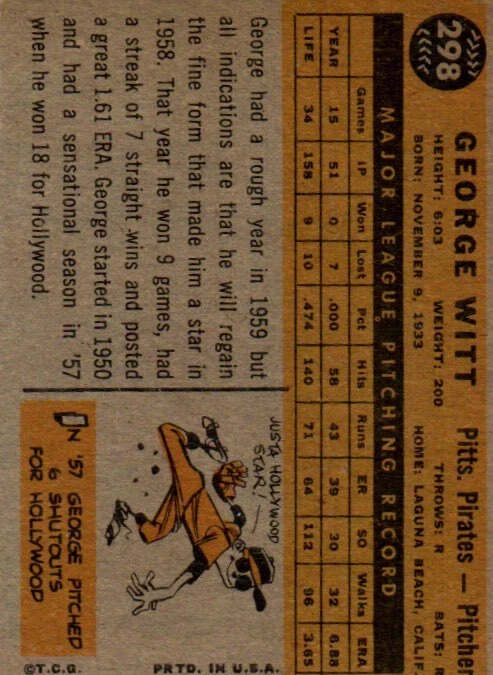 298
GEORGE WITT Pitts. Pirates — Pitcher
HEIGHT: 6:03 WEIGHT: 200 THROWS: R BATS: R
BORN: NOVEMBER 9, 1933 HOME: LAGUNA BEACH, CALIF.
MAJOR LEAGUE PITCHING RECORD
Games IP Won Lost Pct Hits Runs ER SO Walks ERA
YEAR 15 51 0 7 .000 58 43 39 30 32 6.88
LIFE 34 158 9 10 .474 140 71 64 112 96 3.65
George had a rough year in 1959 but
all indications are that he will regain
the fine form that made him a star in
1958. That year he won 9 games, had
a streak of 7 straight wins and posted
a great 1.61 ERA. George started in 1950
and had a sensational season in '57
when he won 18 for Hollywood.
JUST A HOLLYWOOD
STAR!
IN '57 GEORGE PITCHED
6 SHUTOUTS
FOR HOLLYWOOD
©T.C.G. PRTD. IN U.S.A.